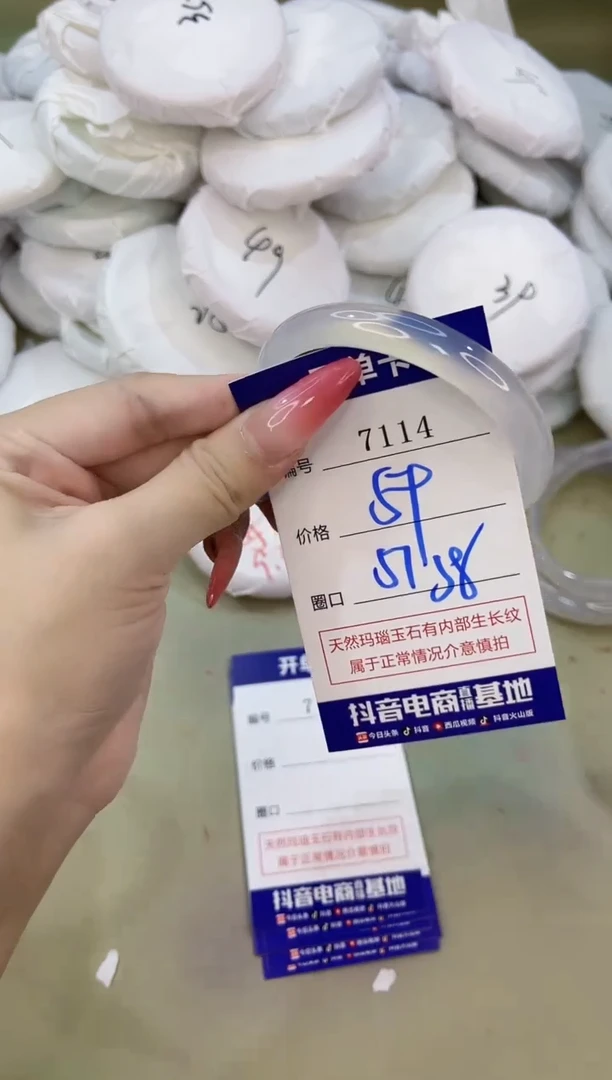 49
30
单卡
编号 7114
价格 59
圈口 57 58
天然玛瑙玉石有内部生长纹
属于正常情况介意慎拍
抖音电商直播基地
今日头条 抖音 西瓜视频 抖音火山版
开
编号 7
价格
圈口
天然玛瑙玉石有内部生长纹
属于正常情况介意慎拍
抖音电商直播基地